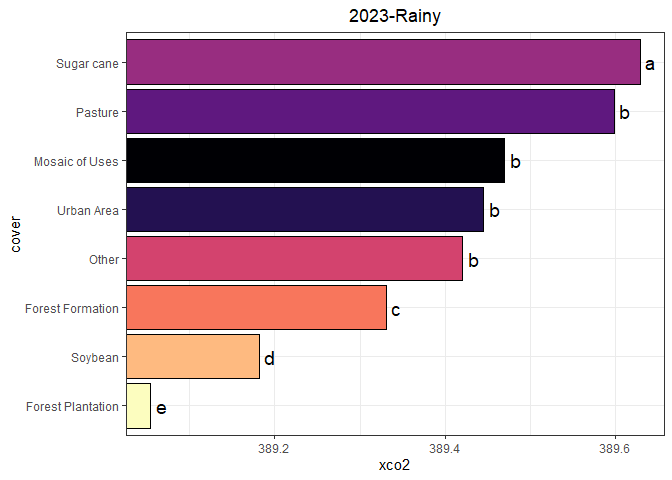 2023-Rainy
Sugar cane a
Pasture b
Mosaic of Uses b
Urban Area b
Other b
Forest Formation c
Soybean d
Forest Plantation e
cover
389.2 389.4 389.6
xco2